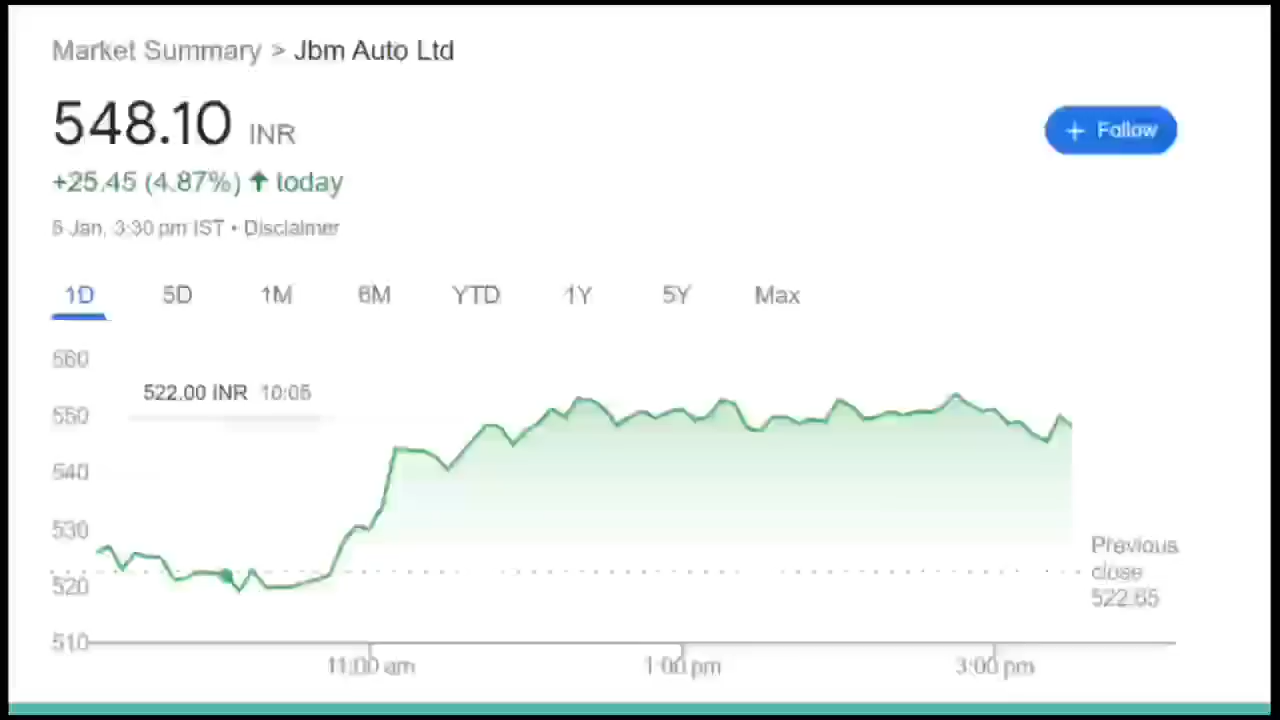 Market Summary > Jbm Auto Ltd
548.10 INR
+ Follow
+25.45 (4.87%) ↑ today
6 Jan, 3:30 pm IST • Disclaimer
1D 5D 1M 6M YTD 1Y 5Y Max
560
522.00 INR 10:05
550
540
530
Previous
close
522.65
520
510
11:00 am 1:00 pm 3:00 pm